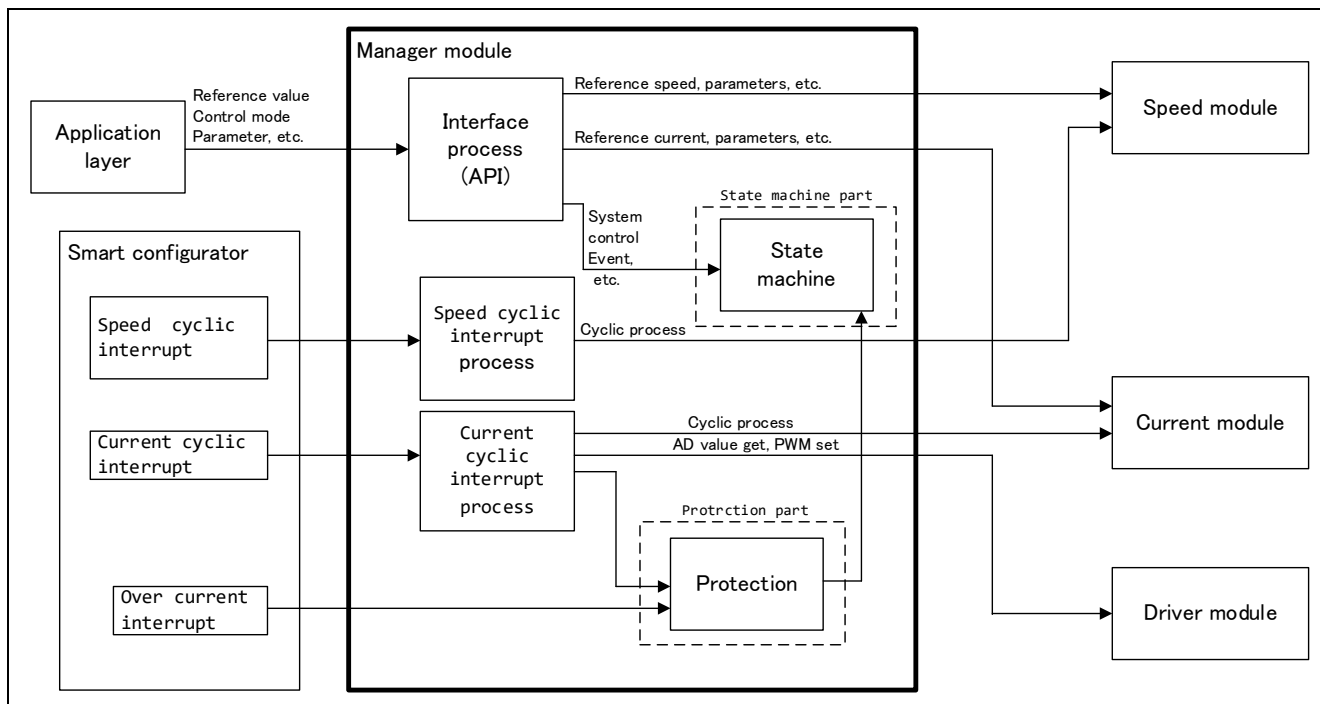 Manager module
Application
layer
Reference value
Control mode
Parameter, etc.
Interface
process
(API)
Reference speed, parameters, etc.
Reference current, parameters, etc.
Speed module
System
control
Event,
etc.
State machine part
State
machine
Smart configurator
Speed cyclic
interrupt
Speed cyclic
interrupt
process
Cyclic process
Current cyclic
interrupt
Current
cyclic
interrupt
process
Cyclic process
AD value get, PWM set
Current module
Protrction part
Protection
Over current
interrupt
Driver module